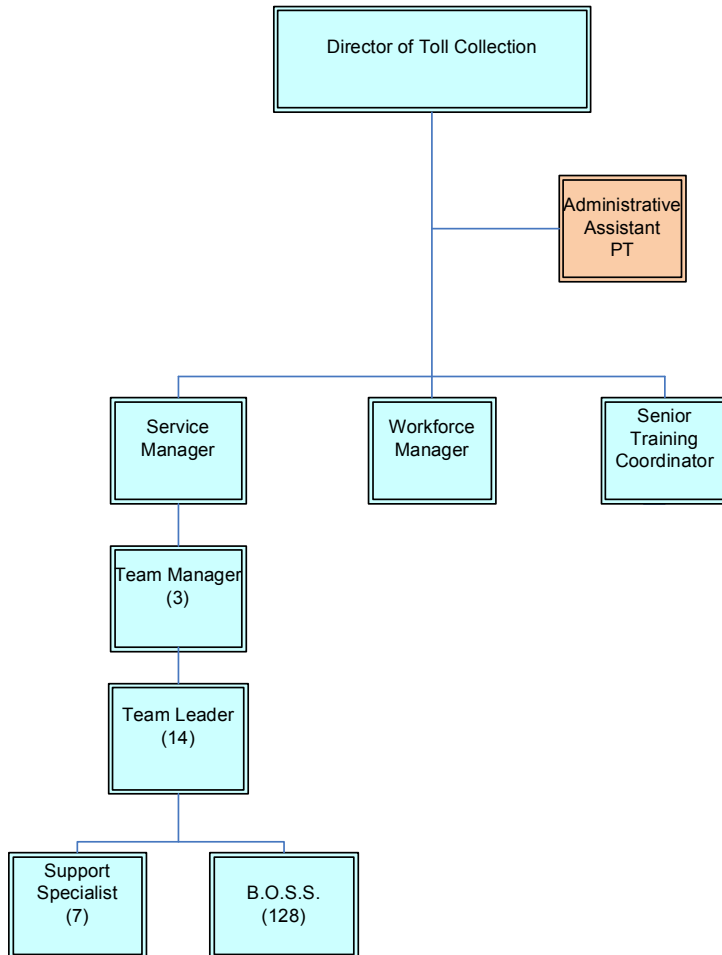 Director of Toll Collection
Administrative
Assistant
PT
Service
Manager
Workforce
Manager
Senior
Training
Coordinator
Team Manager
(3)
Team Leader
(14)
Support
Specialist
(7)
B.O.S.S.
(128)